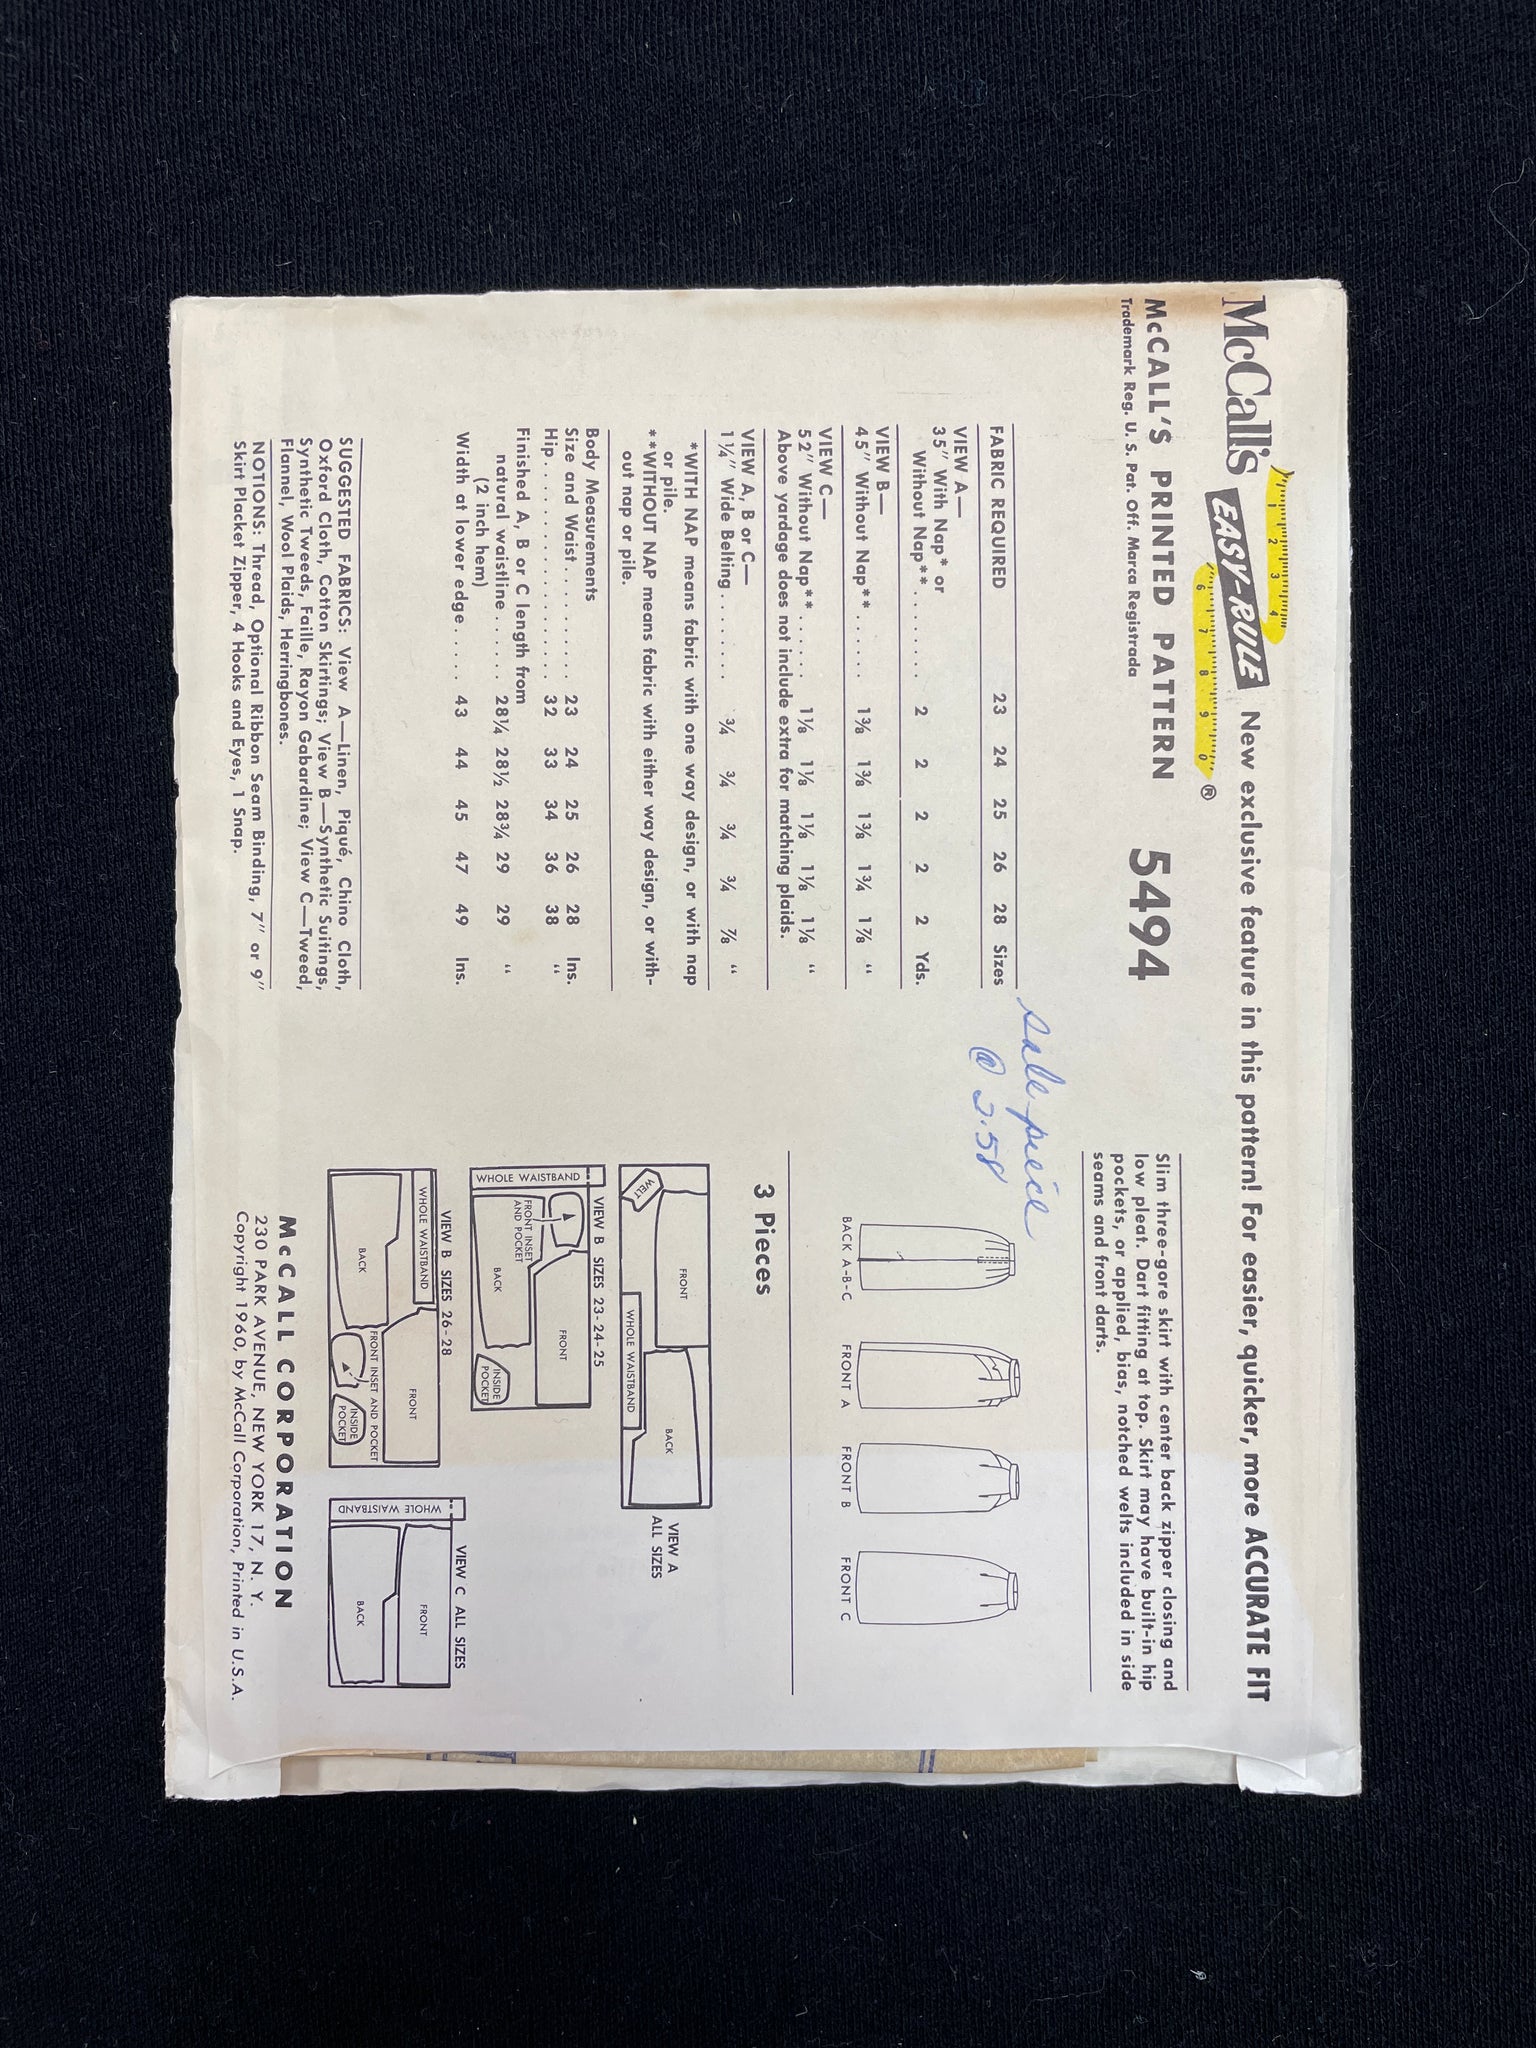 McCall's EASY-RULE ® New exclusive feature in this pattern! For easier, quicker, more ACCURATE FIT
1 2 3 4
6 7 8 9 0
McCALL'S PRINTED PATTERN 5494
Trademark Reg. U. S. Pat. Off. Marca Registrada
FABRIC REQUIRED 23 24 25 26 28 Sizes
VIEW A—
35" With Nap* or
Without Nap**....... 2 2 2 2 2 Yds.
VIEW B—
45" Without Nap**...... 1⅜ 1⅜ 1⅜ 1¾ 1⅞ "
VIEW C—
52" Without Nap**...... 1⅛ 1⅛ 1⅛ 1⅛ 1⅛ "
Above yardage does not include extra for matching plaids.
VIEW A, B or C—
1¼" Wide Belting....... ¾ ¾ ¾ ¾ ⅞ "
*WITH NAP means fabric with one way design, or with nap
or pile.
**WITHOUT NAP means fabric with either way design, or with-
out nap or pile.
Body Measurements
Size and Waist.......... 23 24 25 26 28 Ins.
Hip.............. 32 33 34 36 38 "
Finished A, B or C length from
natural waistline...... 28¼ 28½ 28¾ 29 29 "
(2 inch hem)
Width at lower edge..... 43 44 45 47 49 Ins.
SUGGESTED FABRICS: View A—Linen, Piqué, Chino Cloth,
Oxford Cloth, Cotton Skirtings; View B—Synthetic Suitings,
Synthetic Tweeds, Faille, Rayon Gabardine; View C—Tweed,
Flannel, Wool Plaids, Herringbones.
NOTIONS: Thread, Optional Ribbon Seam Binding, 7" or 9"
Skirt Placket Zipper, 4 Hooks and Eyes, 1 Snap.
sale price
@ 2.58
Slim three-gore skirt with center back zipper closing and
low pleat. Dart fitting at top. Skirt may have built-in hip
pockets, or applied, bias, notched welts included in side
seams and front darts.
BACK A-B-C FRONT A FRONT B FRONT C
3 Pieces
WELT
FRONT
WHOLE WAISTBAND
BACK
VIEW A
ALL SIZES
VIEW B SIZES 23-24-25
WHOLE WAISTBAND
FRONT INSET
AND POCKET
FRONT
BACK
INSIDE
POCKET
VIEW B SIZES 26-28
WHOLE WAISTBAND
FRONT
BACK
FRONT INSET AND POCKET
INSIDE
POCKET
VIEW C ALL SIZES
WHOLE WAISTBAND
FRONT
BACK
McCALL CORPORATION
230 PARK AVENUE, NEW YORK 17, N. Y.
Copyright 1960, by McCall Corporation, Printed in U.S.A.